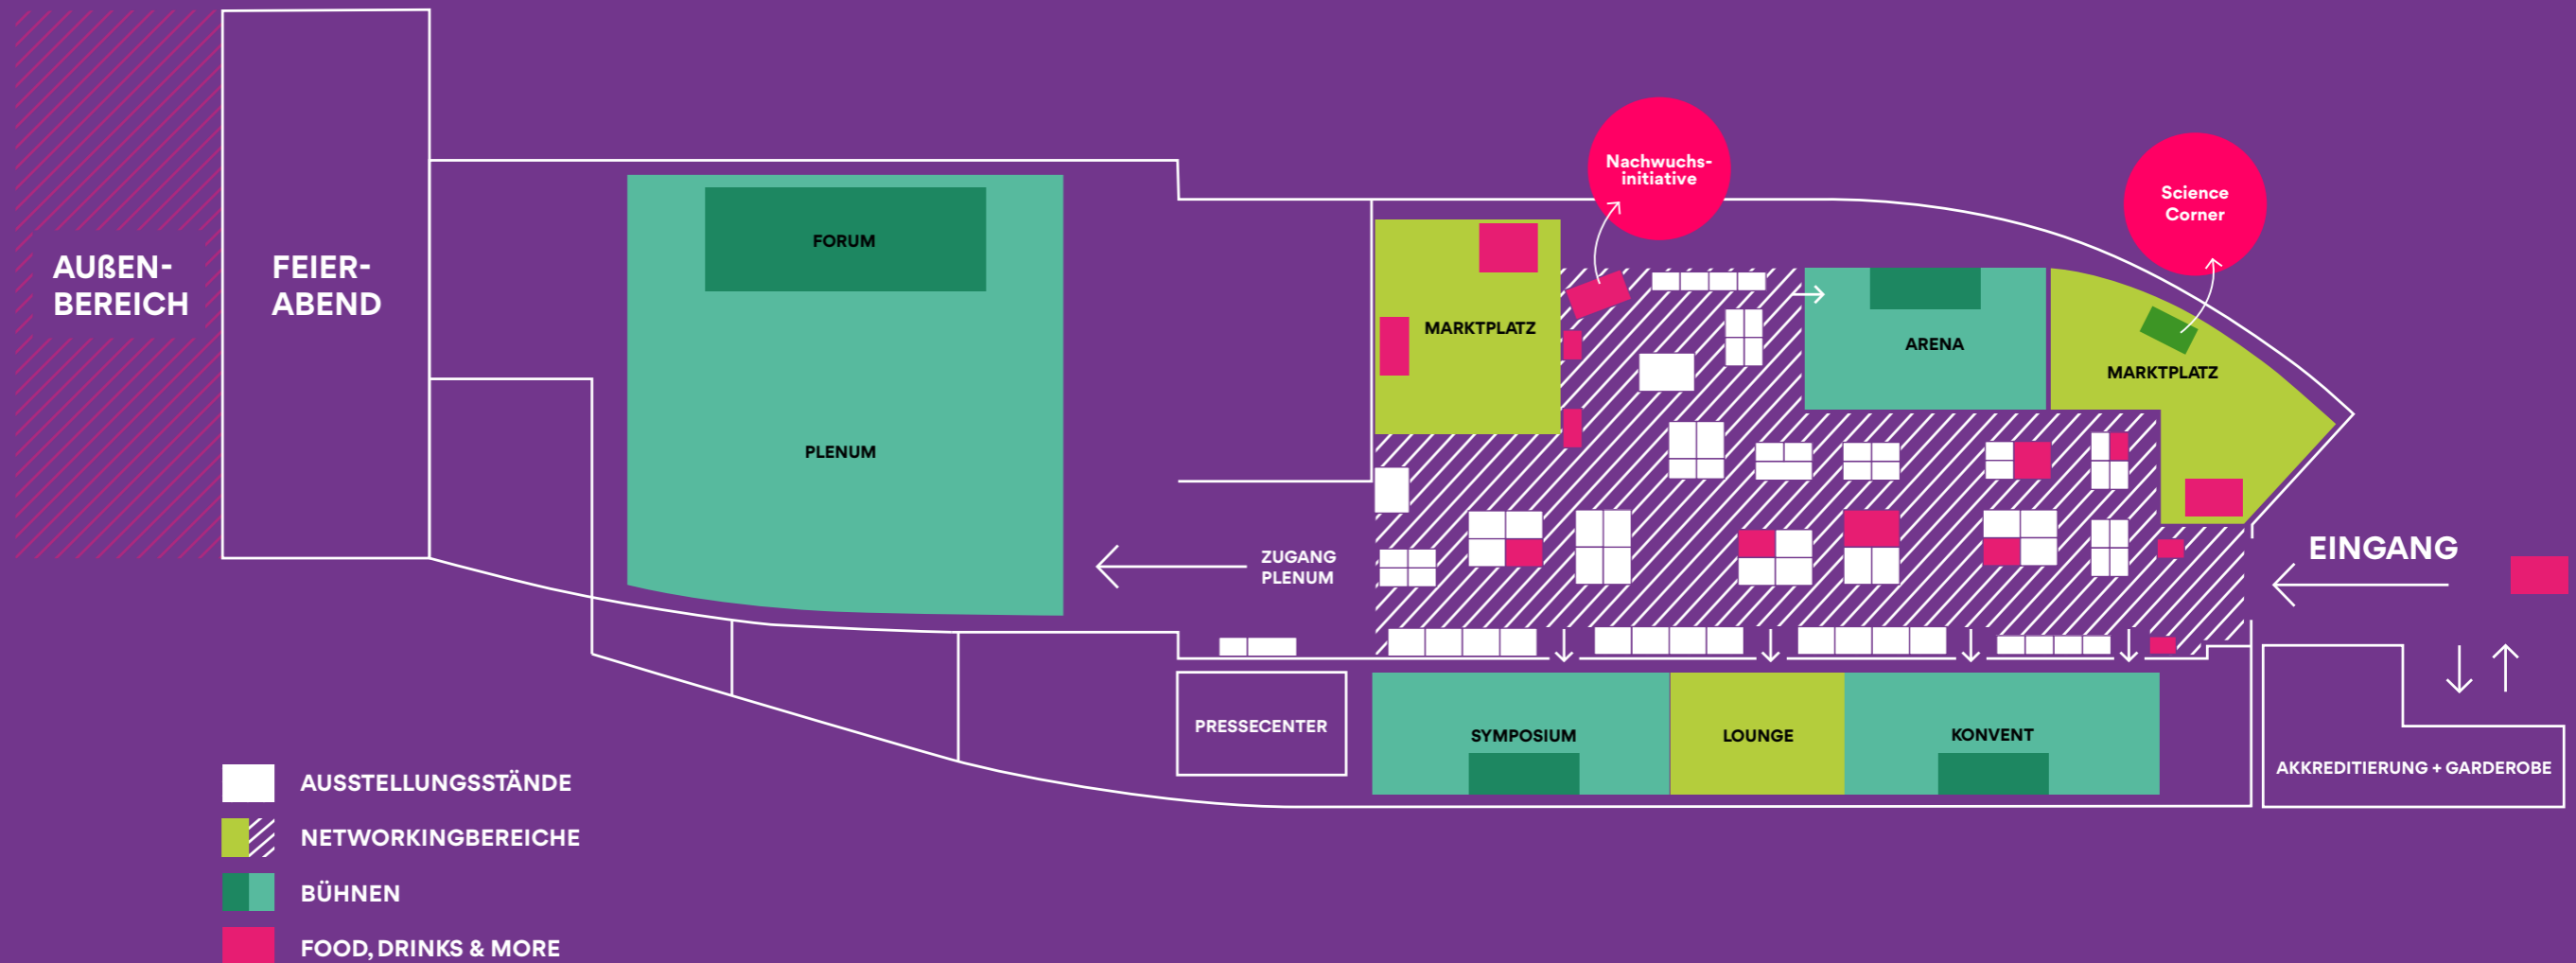 AUßEN-
BEREICH
FEIER-
ABEND
FORUM
PLENUM
MARKTPLATZ
Nachwuchs-
initiative
ARENA
Science
Corner
MARKTPLATZ
ZUGANG
PLENUM
EINGANG
PRESSECENTER
SYMPOSIUM
LOUNGE
KONVENT
AKKREDITIERUNG + GARDEROBE
AUSSTELLUNGSSTÄNDE
NETWORKINGBEREICHE
BÜHNEN
FOOD, DRINKS & MORE